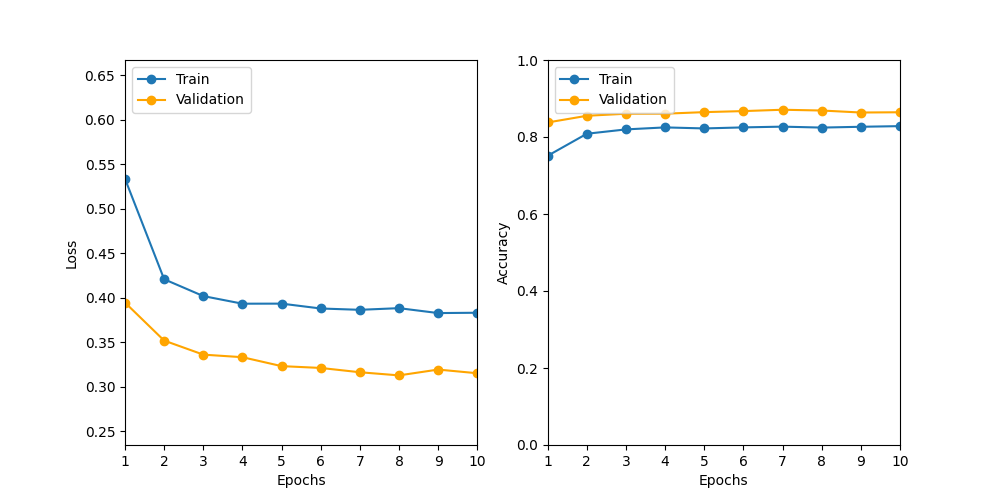 0.65
0.60
0.55
0.50
0.45
0.40
0.35
0.30
0.25
Loss
Train
Validation
1 2 3 4 5 6 7 8 9 10
Epochs
1.0
0.8
0.6
0.4
0.2
0.0
Accuracy
Train
Validation
1 2 3 4 5 6 7 8 9 10
Epochs